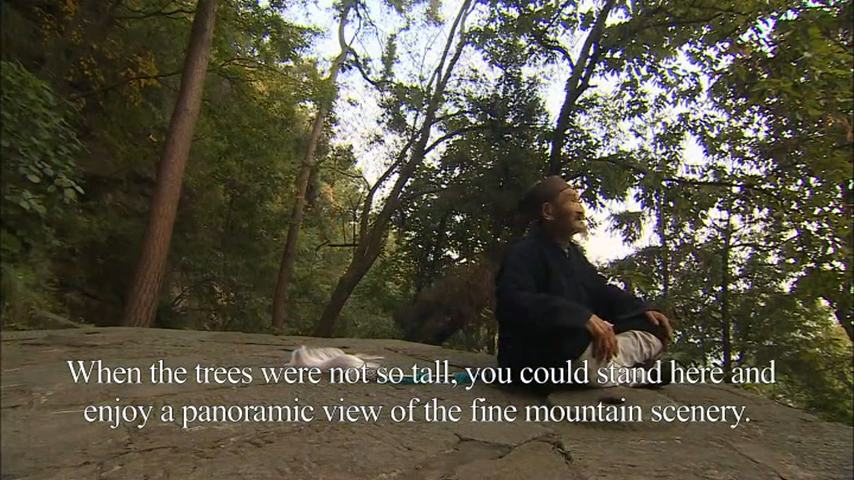 When the trees were not so tall, you could stand here and
enjoy a panoramic view of the fine mountain scenery.